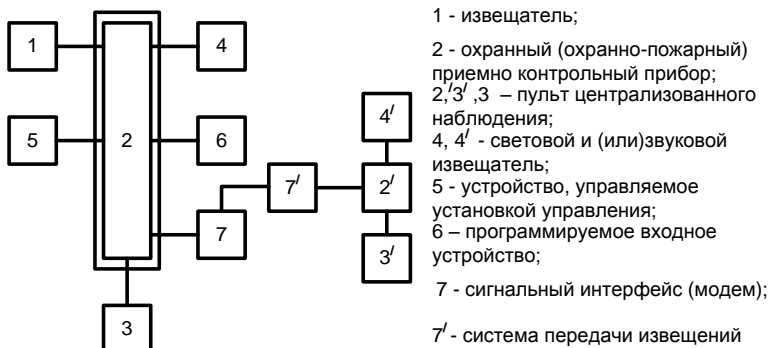 1 - извещатель;
2 - охранный (охранно-пожарный)
приемно контрольный прибор;
2,/3/ ,3 – пульт централизованного
наблюдения;
4, 4/ - световой и (или)звуковой
извещатель;
5 - устройство, управляемое
установкой управления;
6 – программируемое входное
устройство;
7 - сигнальный интерфейс (модем);
7/ - система передачи извещений
1
4
5
2
6
4/
7/
2/
7
3/
3